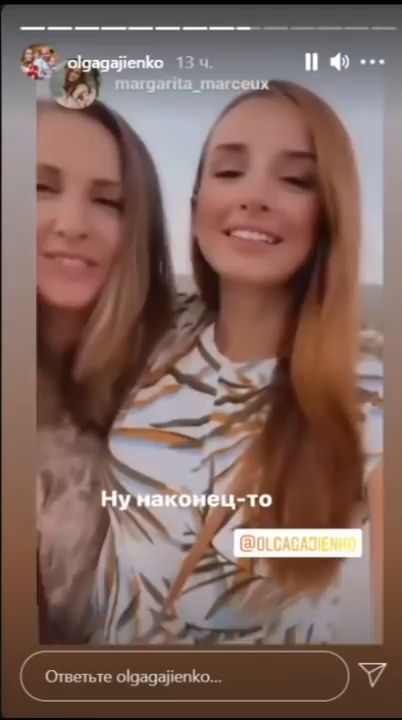 olgagajienko 13 ч.
margarita_marceux
Ну наконец-то
@OLGAGAJIENKO
Ответьте olgagajienko...